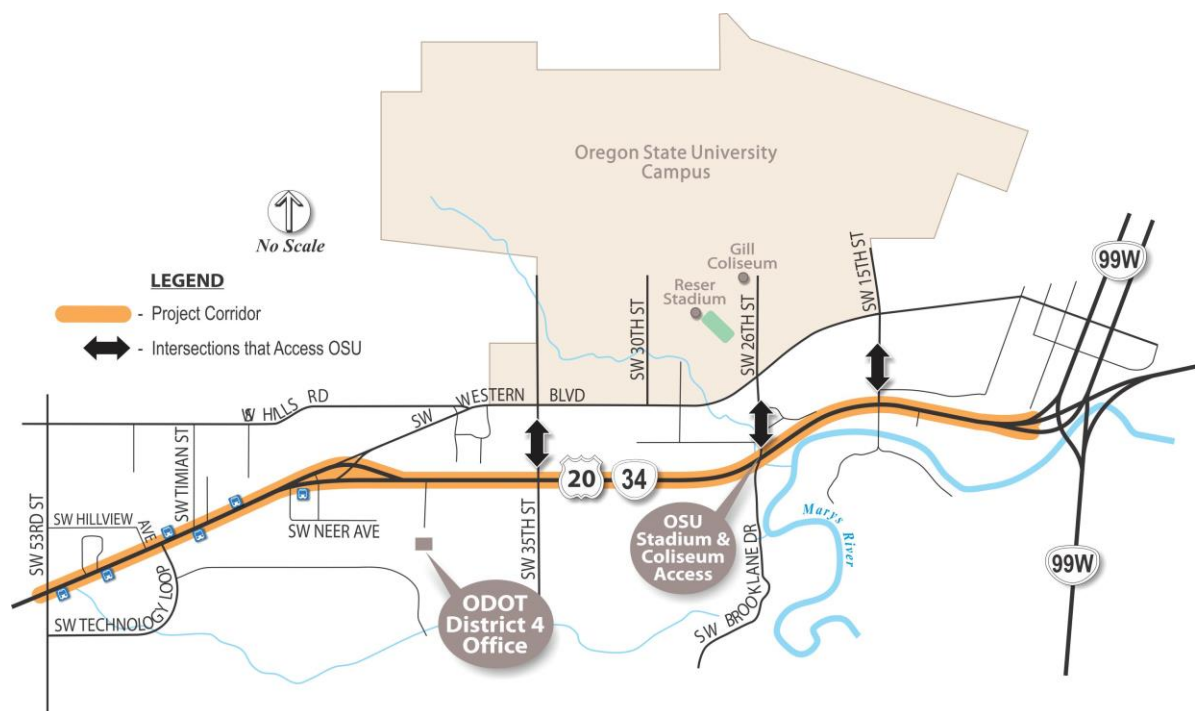 Oregon State University
Campus
No Scale
LEGEND
- Project Corridor
- Intersections that Access OSU
Gill
Coliseum
Reser
Stadium
SW 15TH ST
99W
SW 30TH ST
SW 26TH ST
W HILLS RD
SW WESTERN BLVD
SW 53RD ST
SW TIMIAN ST
20
34
SW HILLVIEW AVE
SW NEER AVE
SW 35TH ST
OSU
Stadium &
Coliseum
Access
Marys
River
99W
SW TECHNOLOGY LOOP
ODOT
District 4
Office
SW BROOKLANE DR